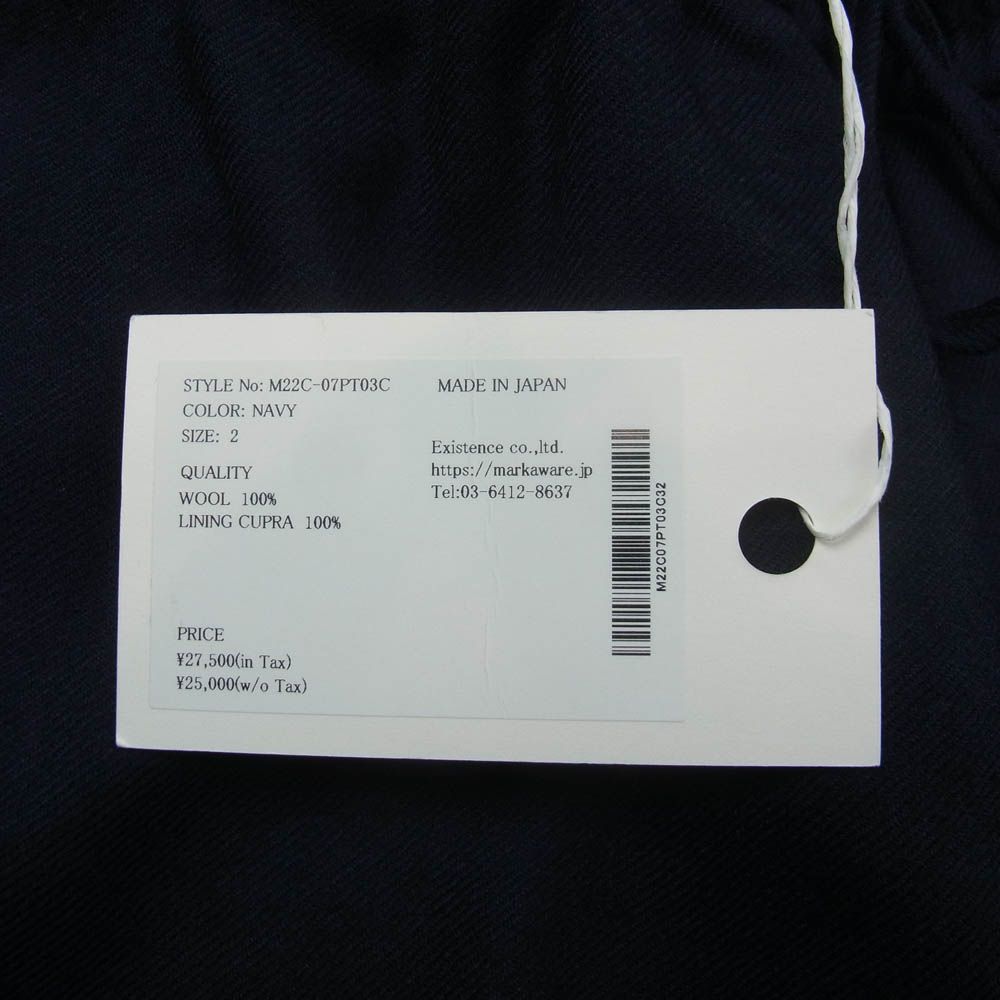 STYLE No: M22C-07PT03C
COLOR: NAVY
SIZE: 2
QUALITY
WOOL 100%
LINING CUPRA 100%
PRICE
¥27,500(in Tax)
¥25,000(w/o Tax)
MADE IN JAPAN
Existence co.,ltd.
https://markaware.jp
Tel:03-6412-8637
M22C07PT03C32